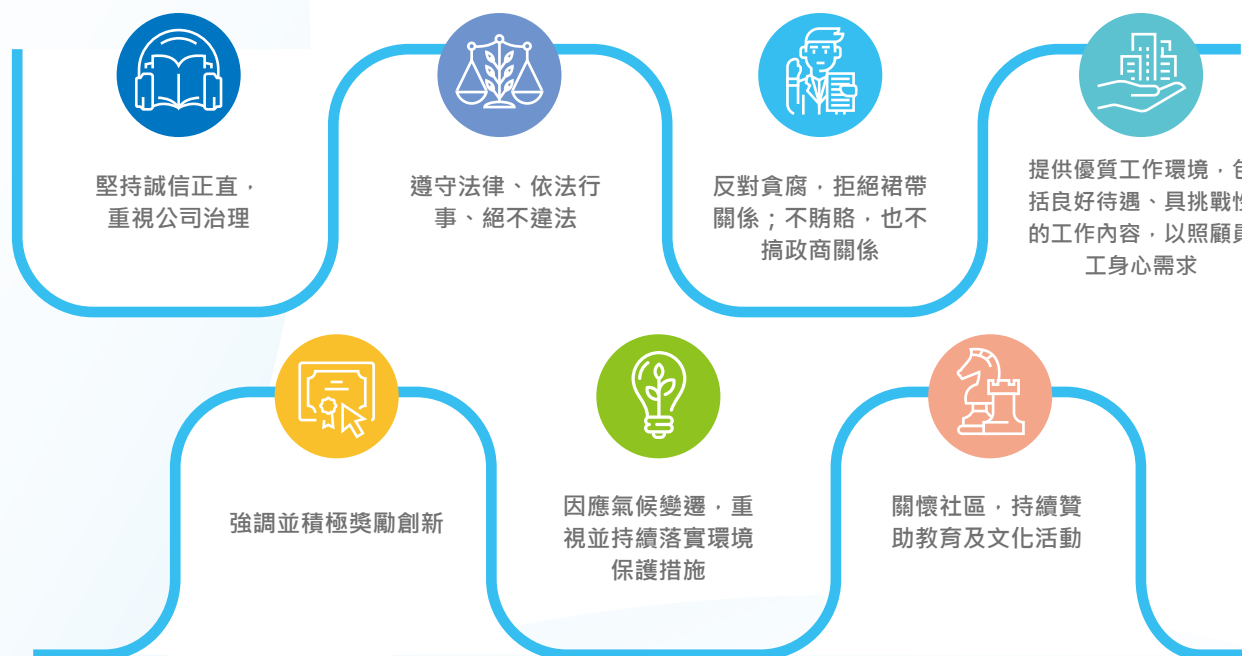 堅持誠信正直，
重視公司治理
遵守法律、依法行
事、絕不違法
反對貪腐，拒絕裙帶
關係；不賄賂，也不
搞政商關係
提供優質工作環境，包
括良好待遇、具挑戰性
的工作內容，以照顧員
工身心需求
強調並積極獎勵創新
因應氣候變遷，重
視並持續落實環境
保護措施
關懷社區，持續贊
助教育及文化活動